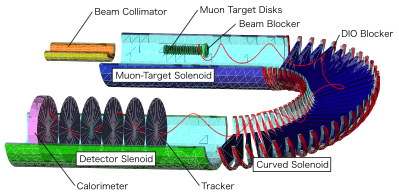 Beam Collimator
Muon Target Disks
Beam Blocker
DIO Blocker
Muon-Target Solenoid
Detector Slenoid
Curved Solenoid
Calorimeter
Tracker